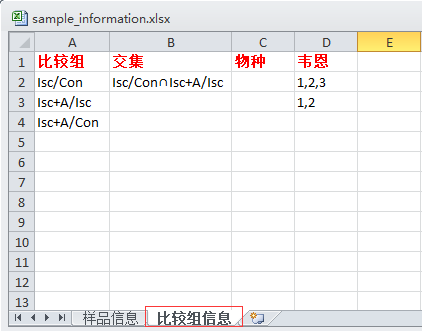 sample_information.xlsx
A B C D E
1 比较组 交集 物种 韦恩
2 Isc/Con Isc/Con∩Isc+A/Isc 1,2,3
3 Isc+A/Isc 1,2
4 Isc+A/Con
5
6
7
8
9
10
11
12
13
样品信息 比较组信息